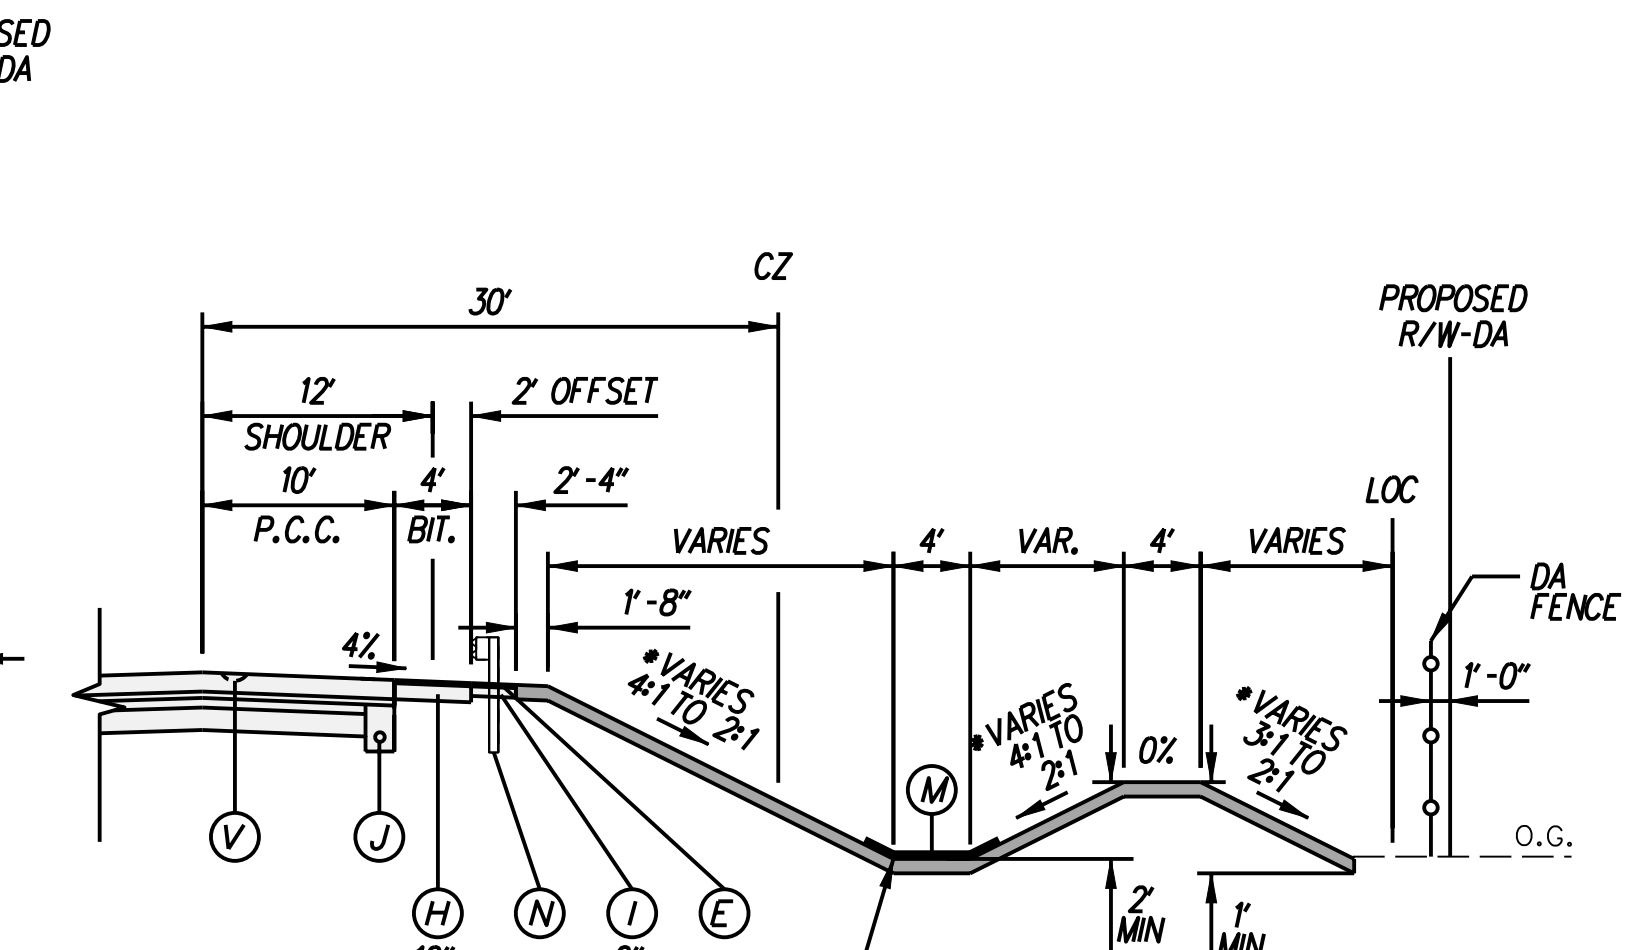 SED
DA
CZ
30'
PROPOSED
R/W-DA
12'
2' OFFSET
SHOULDER
10'
4'
2'-4"
LOC
P.C.C.
BIT.
VARIES
4'
VAR.
4'
VARIES
DA
FENCE
1'-8"
4%
*VARIES
4:1 TO 2:1
1'-0"
*VARIES
4:1 TO
2:1
0%
*VARIES
3:1 TO
2:1
M
V
J
O.G.
H
N
I
E
2'
MIN
1'
MIN